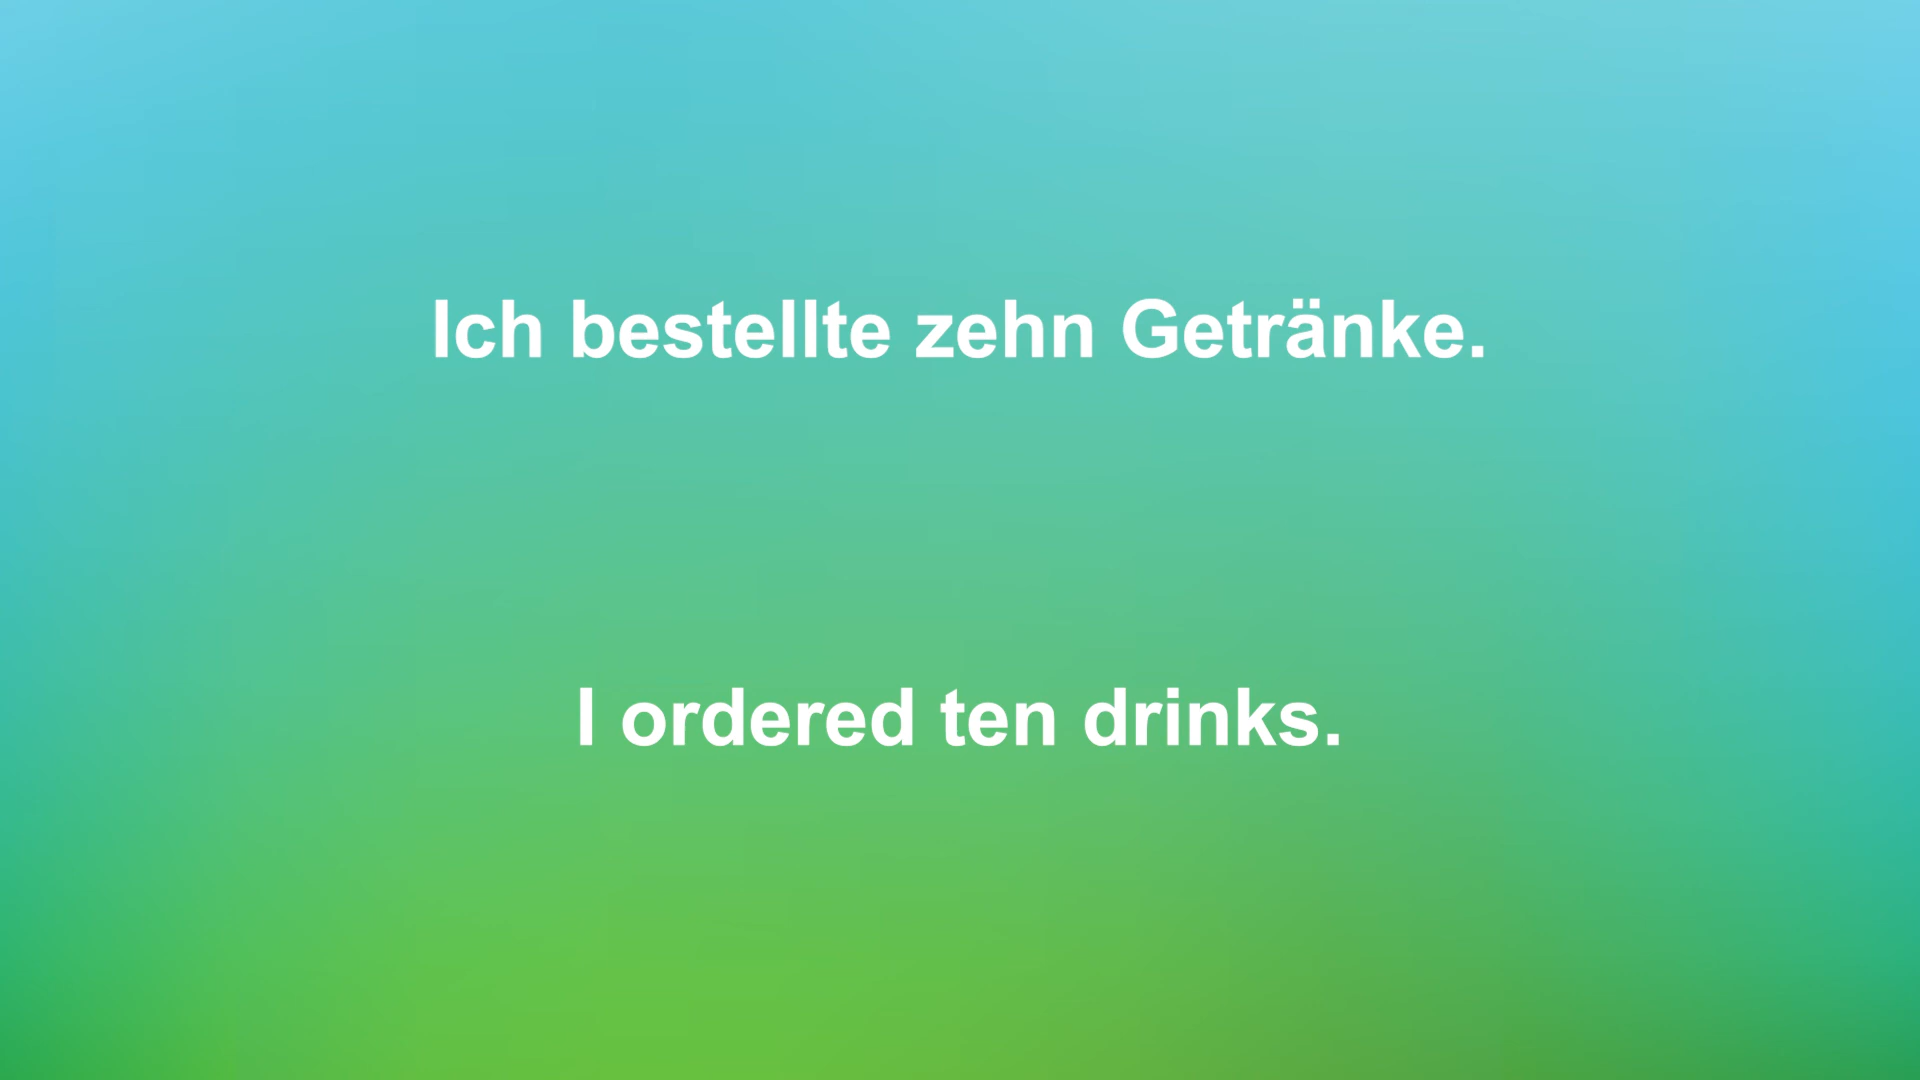 Ich bestellte zehn Getränke.
I ordered ten drinks.